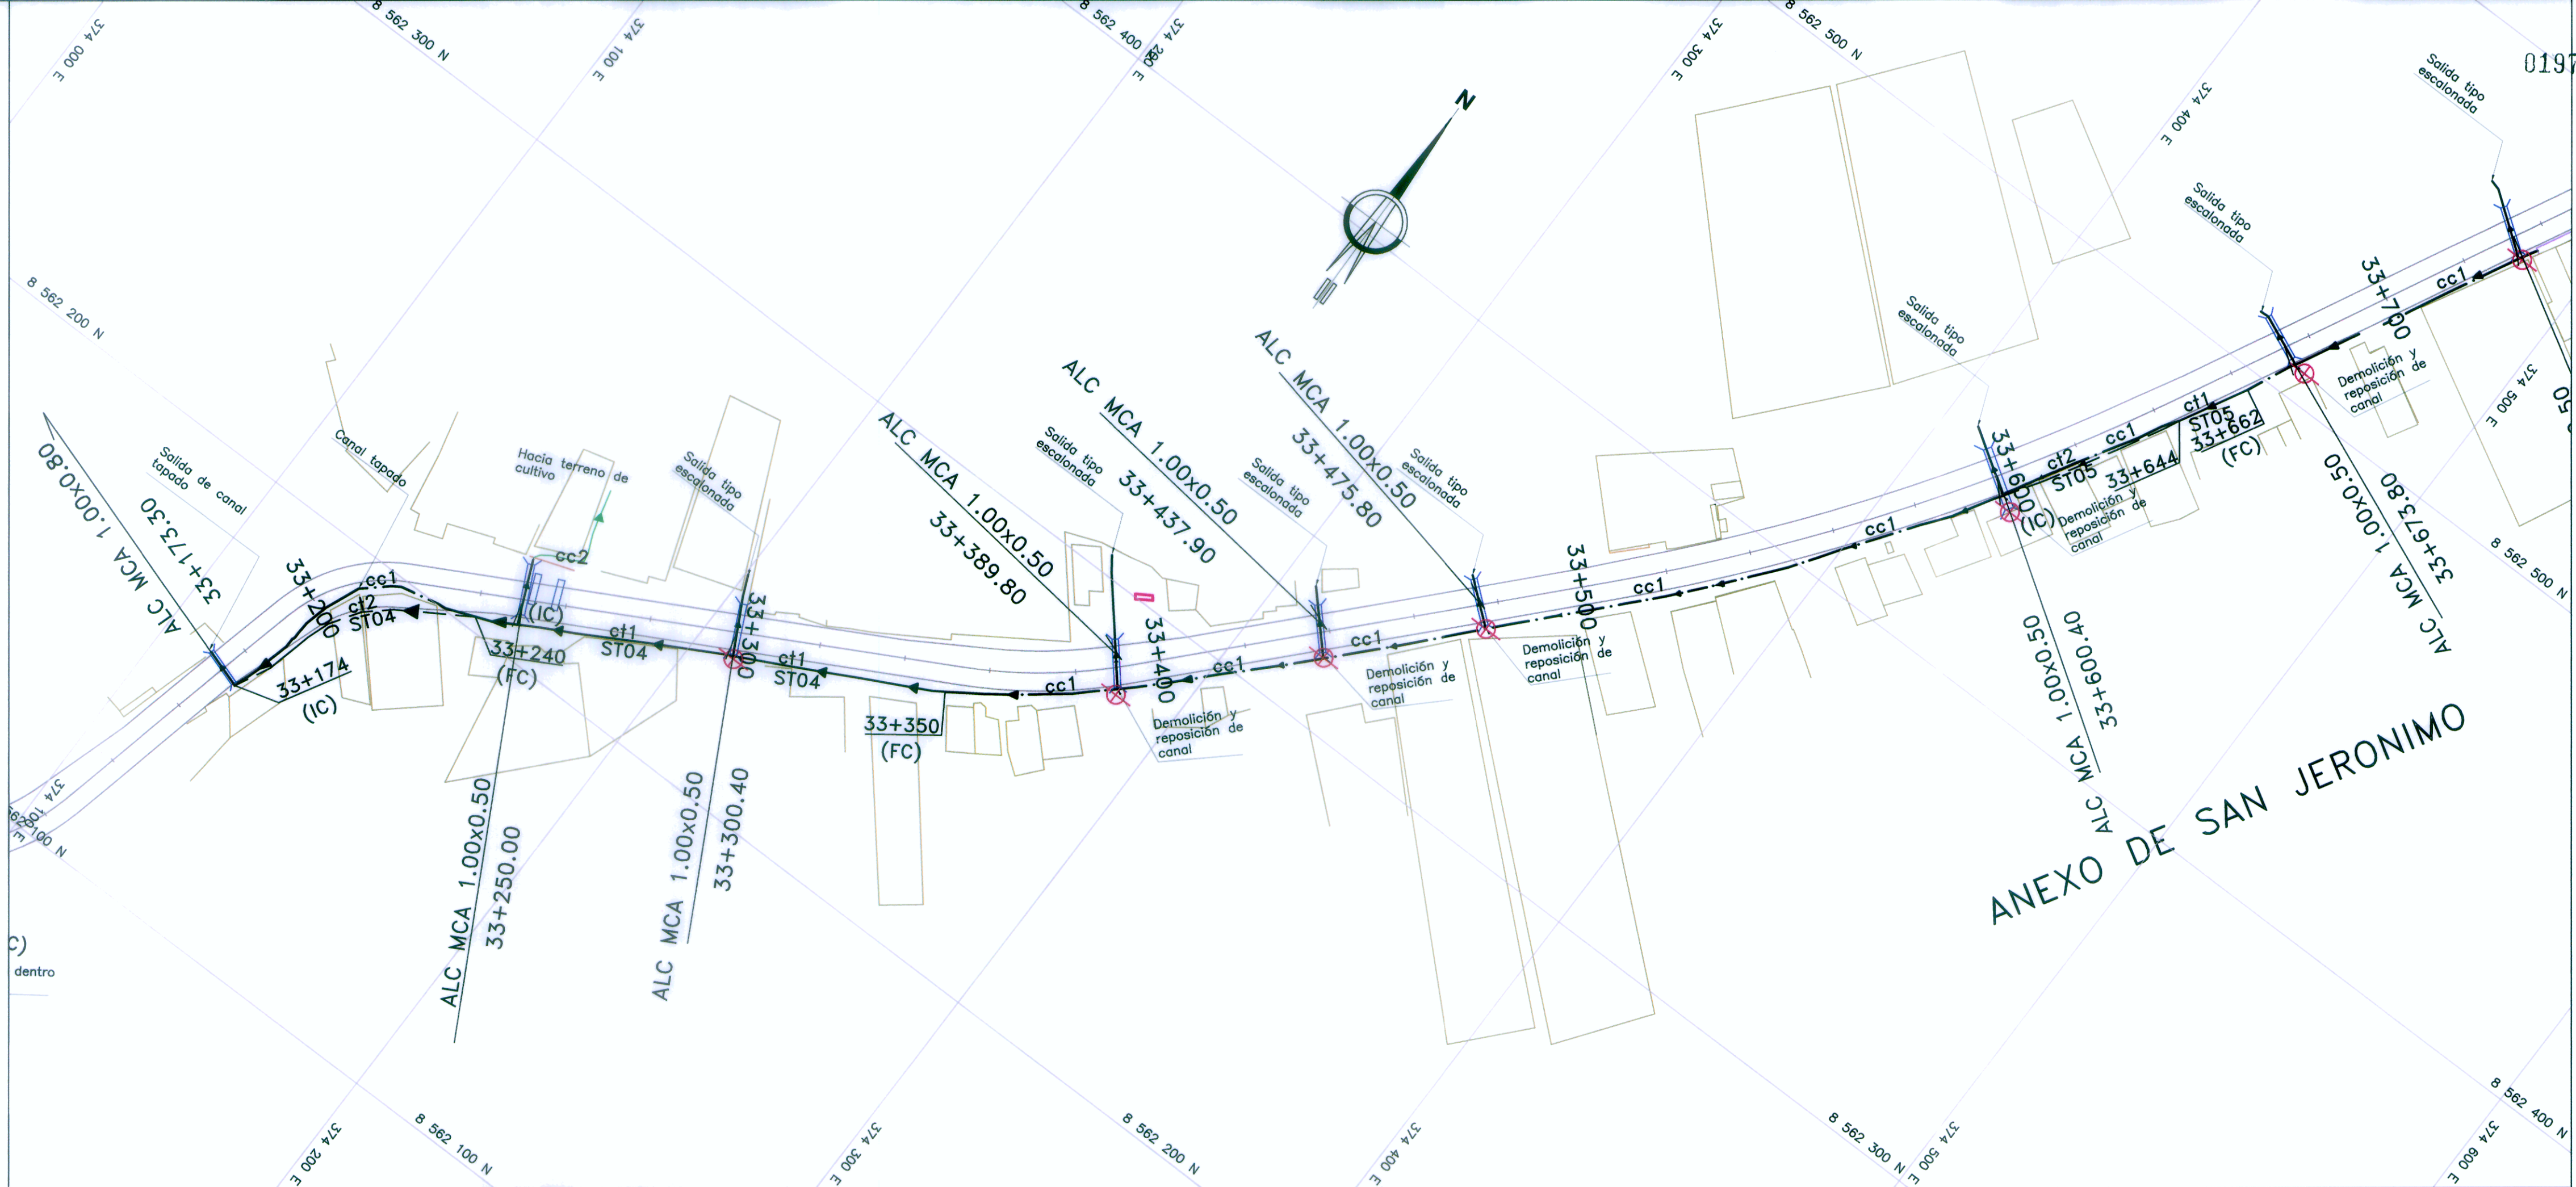 374 000 E
8 562 300 N
374 100 E
8 562 400 N
374 200 E
374 300 E
8 562 500 N
374 400 E
0197
N
Salida tipo
escalonada
Salida tipo
escalonada
Salida tipo
escalonada
8 562 200 N
ALC MCA 1.00x0.80
33+173.30
Salida de canal
tapado
Canal tapado
Hacia terreno de
cultivo
Salida tipo
escalonada
ALC MCA 1.00x0.50
33+389.80
Salida tipo
escalonada
ALC MCA 1.00x0.50
33+437.90
Salida tipo
escalonada
ALC MCA 1.00x0.50
33+475.80
Salida tipo
escalonada
33+200
cc1
ct2
ST04
33+174
(IC)
cc2
(IC)
33+240
(FC)
ct1
ST04
33+300
ct1
ST04
33+350
(FC)
cc1
33+400
cc1
Demolición y
reposición de
canal
cc1
Demolición y
reposición de
canal
33+500
Demolición y
reposición de
canal
cc1
cc1
33+600
(IC)
ct2
ST05
33+644
Demolición y
reposición de
canal
cc1
ct1
ST05
33+662
(FC)
33+700
Demolición y
reposición de
canal
cc1
374 500 E
50
8 562 500 N
ALC MCA 1.00x0.50
33+250.00
ALC MCA 1.00x0.50
33+300.40
ALC MCA 1.00x0.50
33+600.40
ALC MCA 1.00x0.50
33+673.80
ANEXO DE SAN JERONIMO
374 100 E
562 100 N
C)
dentro
374 200 E
8 562 100 N
374 300 E
8 562 200 N
374 400 E
8 562 300 N
374 500 E
374 600 E
8 562 400 N